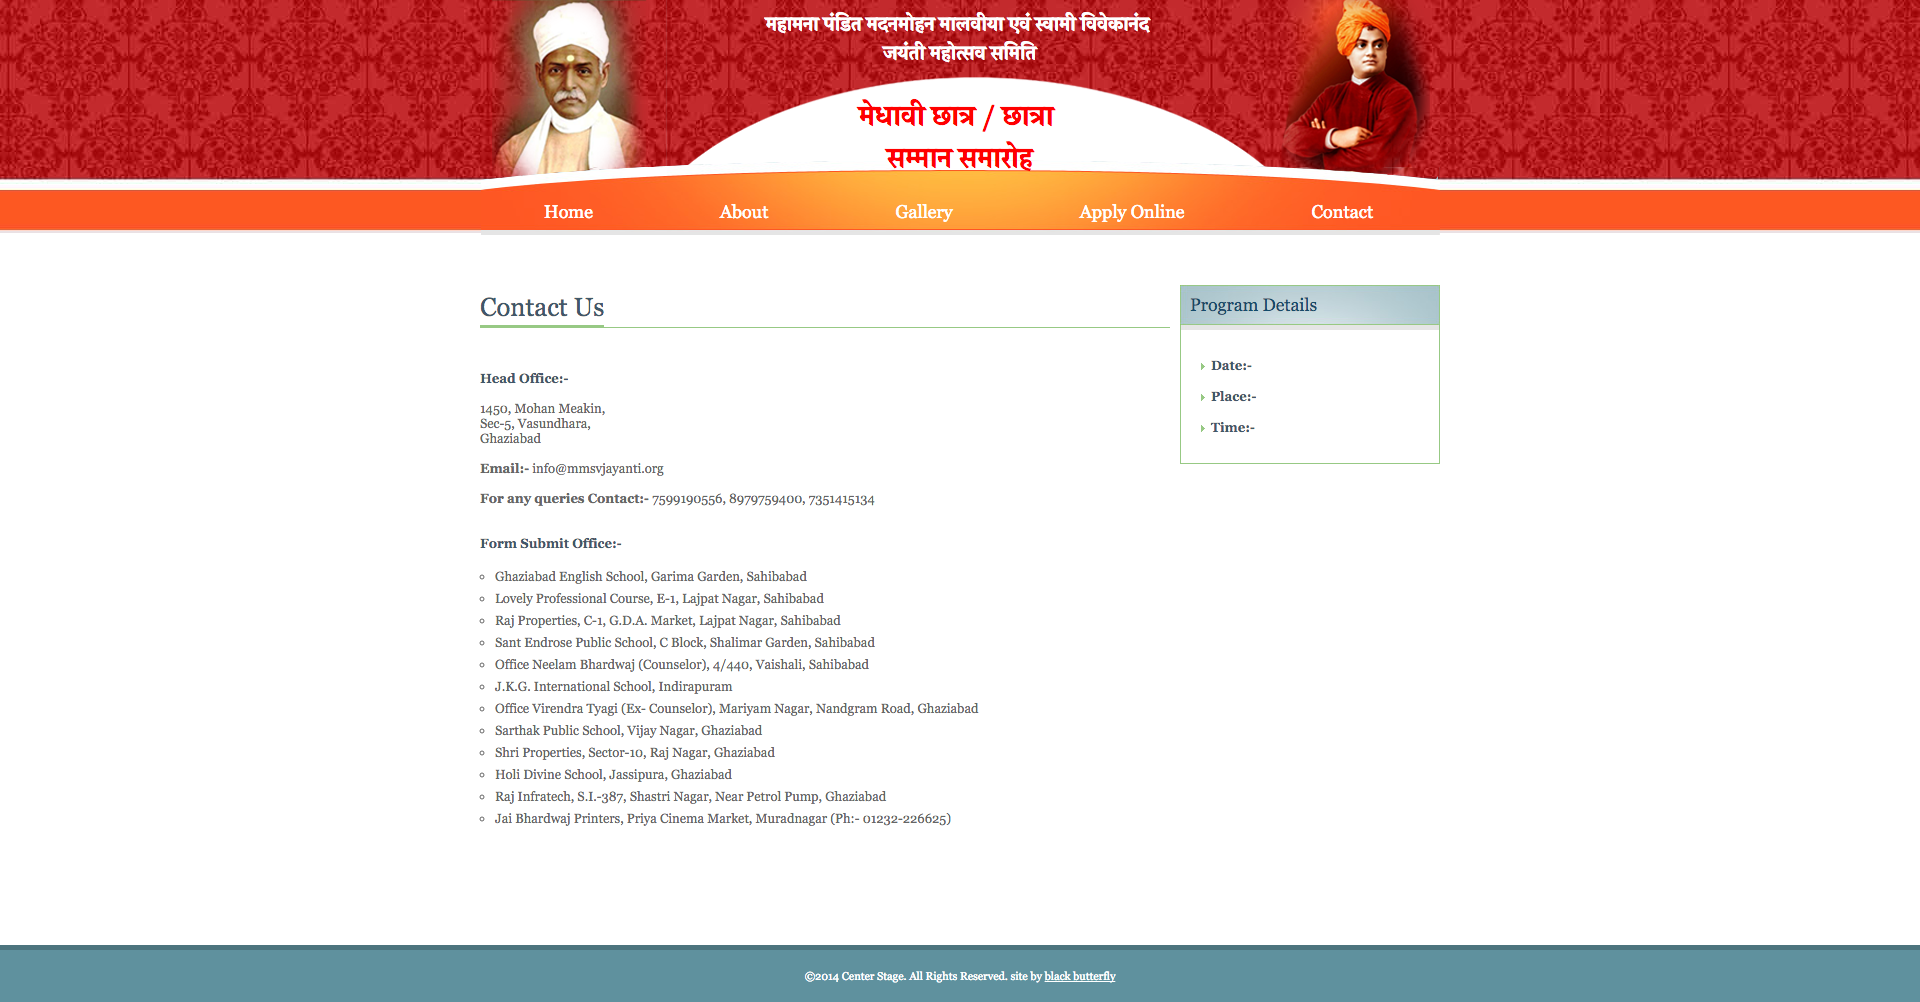 महामना पंडित मदनमोहन मालवीया एवं स्वामी विवेकानंद
जयंती महोत्सव समिति
मेधावी छात्र / छात्रा
सम्मान समारोह
Home
About
Gallery
Apply Online
Contact
Contact Us
Head Office:-
1450, Mohan Meakin,
Sec-5, Vasundhara,
Ghaziabad
Email:- info@mmsvjayanti.org
For any queries Contact:- 7599190556, 8979759400, 7351415134
Form Submit Office:-
Ghaziabad English School, Garima Garden, Sahibabad
Lovely Professional Course, E-1, Lajpat Nagar, Sahibabad
Raj Properties, C-1, G.D.A. Market, Lajpat Nagar, Sahibabad
Sant Endrose Public School, C Block, Shalimar Garden, Sahibabad
Office Neelam Bhardwaj (Counselor), 4/440, Vaishali, Sahibabad
J.K.G. International School, Indirapuram
Office Virendra Tyagi (Ex- Counselor), Mariyam Nagar, Nandgram Road, Ghaziabad
Sarthak Public School, Vijay Nagar, Ghaziabad
Shri Properties, Sector-10, Raj Nagar, Ghaziabad
Holi Divine School, Jassipura, Ghaziabad
Raj Infratech, S.I.-387, Shastri Nagar, Near Petrol Pump, Ghaziabad
Jai Bhardwaj Printers, Priya Cinema Market, Muradnagar (Ph:- 01232-226625)
Program Details
Date:-
Place:-
Time:-
©2014 Center Stage. All Rights Reserved. site by black butterfly